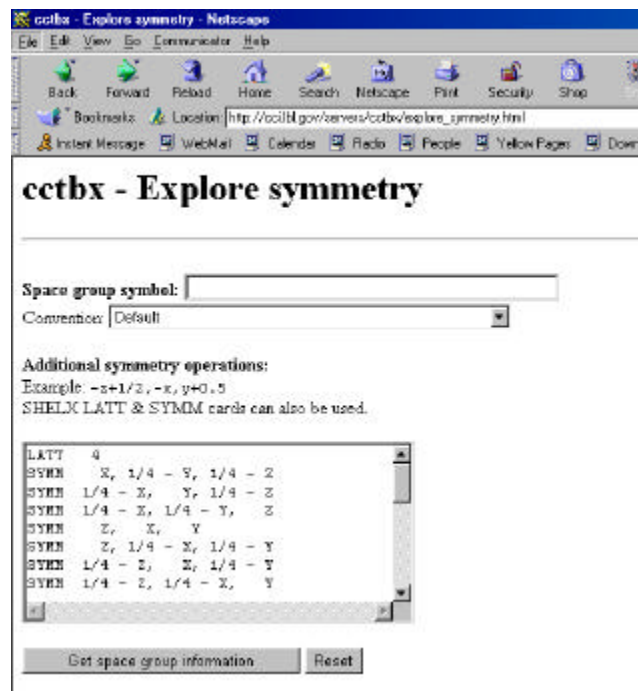 cctbx - Explore symmetry - Netscape
File Edit View Go Communicator Help
Back Forward Reload Home Search Netscape Print Security Shop
Bookmarks Location: http://cci.lbl.gov/servers/cctbx/explore_symmetry.html
Instant Message WebMail Calendar Radio People Yellow Pages Down
cctbx - Explore symmetry
Space group symbol:
Convention: Default
Additional symmetry operations:
Example: -z+1/2,-x,y+0.5
SHELX LATT & SYMM cards can also be used.
LATT 4
SYMM X, 1/4 - Y, 1/4 - Z
SYMM 1/4 - X, Y, 1/4 - Z
SYMM 1/4 - X, 1/4 - Y, Z
SYMM Z, X, Y
SYMM Z, 1/4 - X, 1/4 - Y
SYMM 1/4 - Z, X, 1/4 - Y
SYMM 1/4 - Z, 1/4 - X, Y
Get space group information Reset